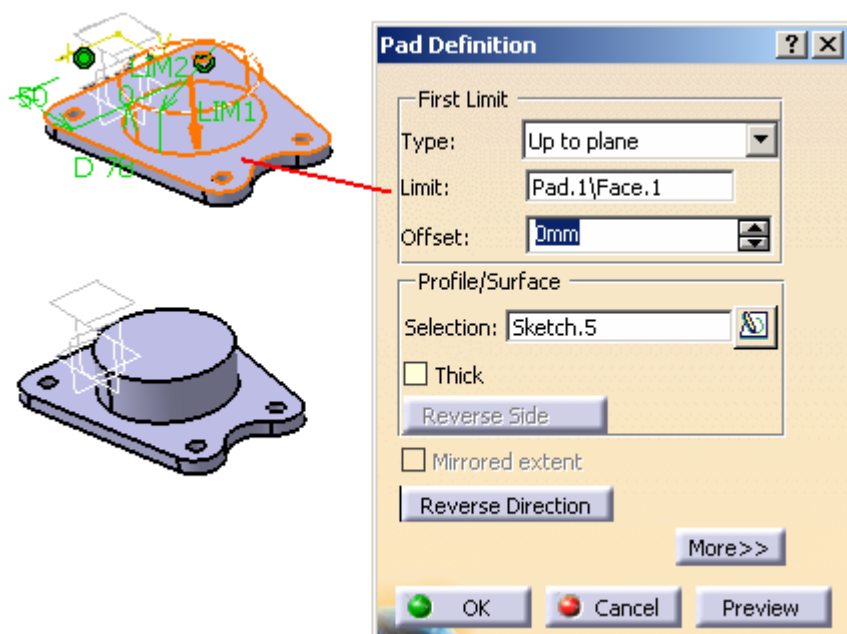 Pad Definition
First Limit
Type: Up to plane
Limit: Pad.1\Face.1
Offset: 0mm
Profile/Surface
Selection: Sketch.5
Thick
Reverse Side
Mirrored extent
Reverse Direction
More>>
OK Cancel Preview
LIM2
50
LIM1